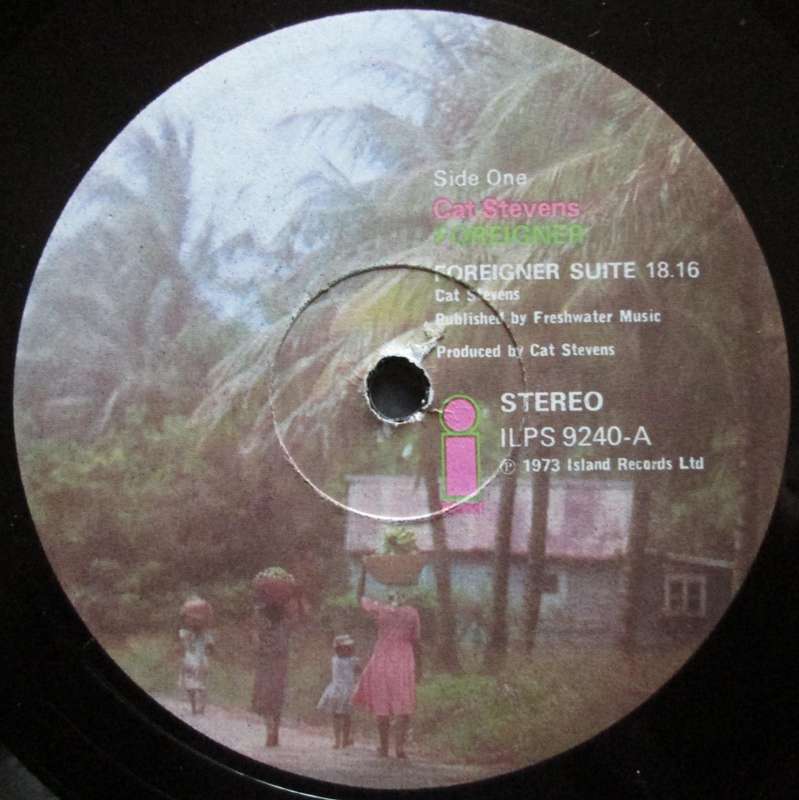 Side One
Cat Stevens
FOREIGNER
FOREIGNER SUITE 18.16
Cat Stevens
Published by Freshwater Music
Produced by Cat Stevens
STEREO
ILPS 9240-A
Ⓟ 1973 Island Records Ltd